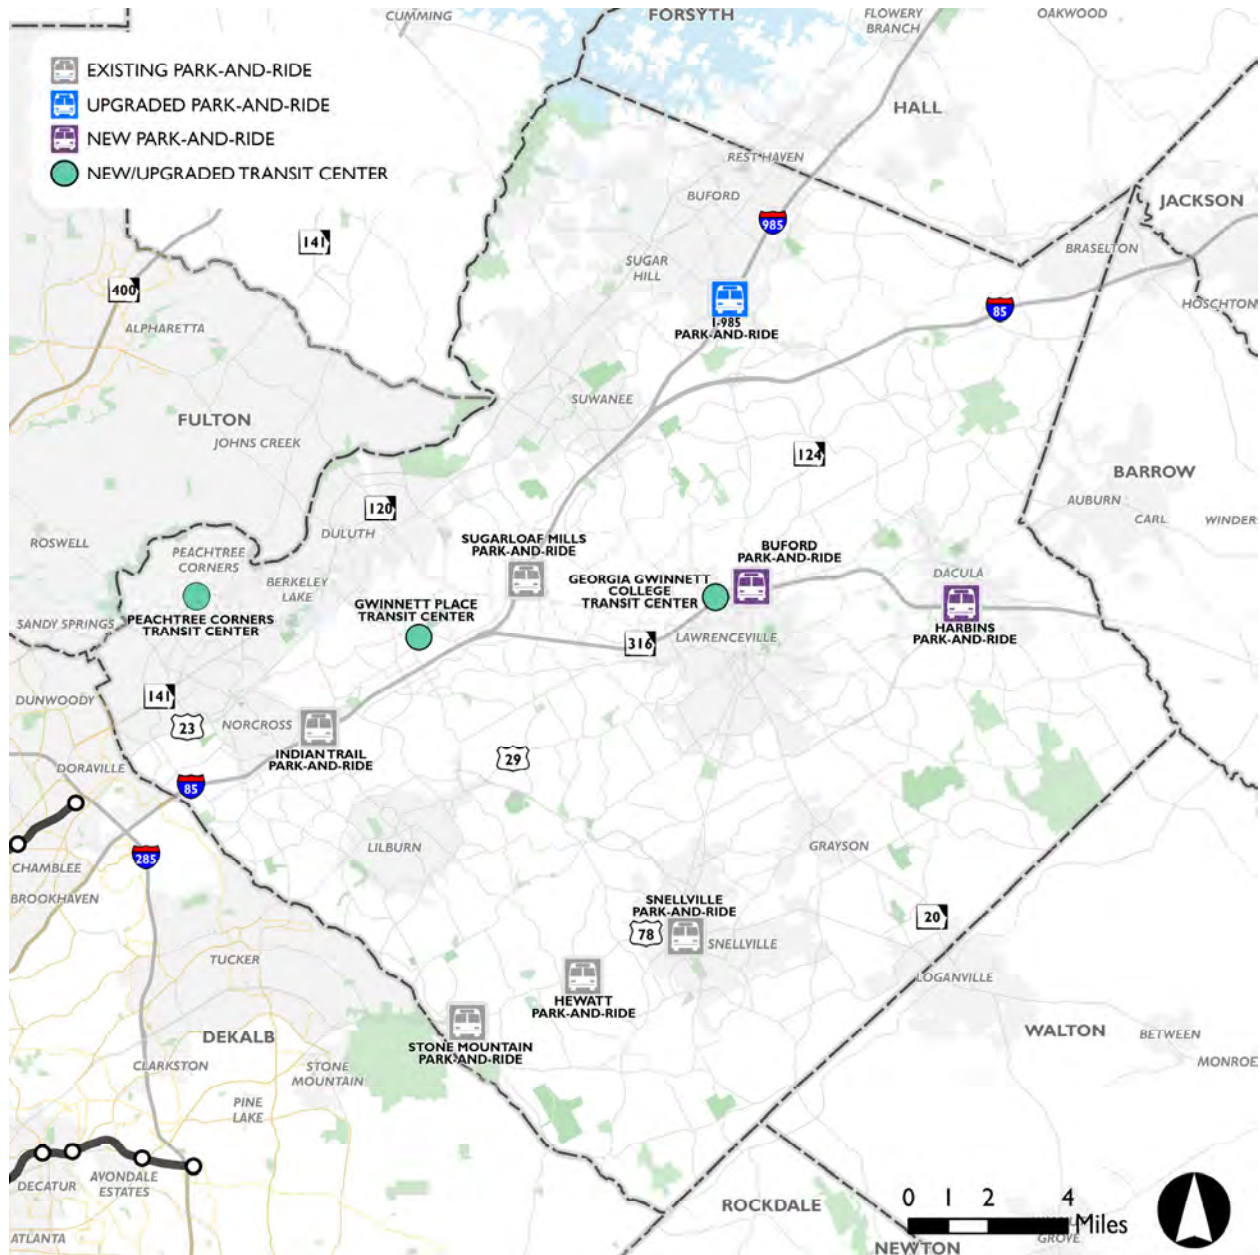 CUMMING
FORSYTH
FLOWERY
BRANCH
OAKWOOD
EXISTING PARK-AND-RIDE
UPGRADED PARK-AND-RIDE
NEW PARK-AND-RIDE
NEW/UPGRADED TRANSIT CENTER
HALL
REST HAVEN
BUFORD
JACKSON
985
141
BRASELTON
SUGAR
HILL
400
HOSCHTON
85
ALPHARETTA
I-985
PARK-AND-RIDE
SUWANEE
FULTON
JOHNS CREEK
124
BARROW
AUBURN
CARL
WINDER
120
DULUTH
ROSWELL
PEACHTREE
CORNERS
SUGARLOAF MILLS
PARK-AND-RIDE
BUFORD
PARK-AND-RIDE
BERKELEY
LAKE
GEORGIA GWINNETT
COLLEGE
TRANSIT CENTER
DACULA
GWINNETT PLACE
TRANSIT CENTER
SANDY SPRINGS
PEACHTREE CORNERS
TRANSIT CENTER
HARBINS
PARK-AND-RIDE
LAWRENCEVILLE
316
DUNWOODY
141
23
NORCROSS
INDIAN TRAIL
PARK-AND-RIDE
29
DORAVILLE
85
285
LILBURN
GRAYSON
CHAMBLEE
BROOKHAVEN
SNELLVILLE
PARK-AND-RIDE
78
SNELLVILLE
20
TUCKER
LOGANVILLE
HEWATT
PARK-AND-RIDE
DEKALB
WALTON
BETWEEN
STONE MOUNTAIN
PARK-AND-RIDE
CLARKSTON
STONE
MOUNTAIN
MONROE
PINE
LAKE
DECATUR
AVONDALE
ESTATES
ROCKDALE
0 1 2 4
Miles
GROVE
ATLANTA
NEWTON